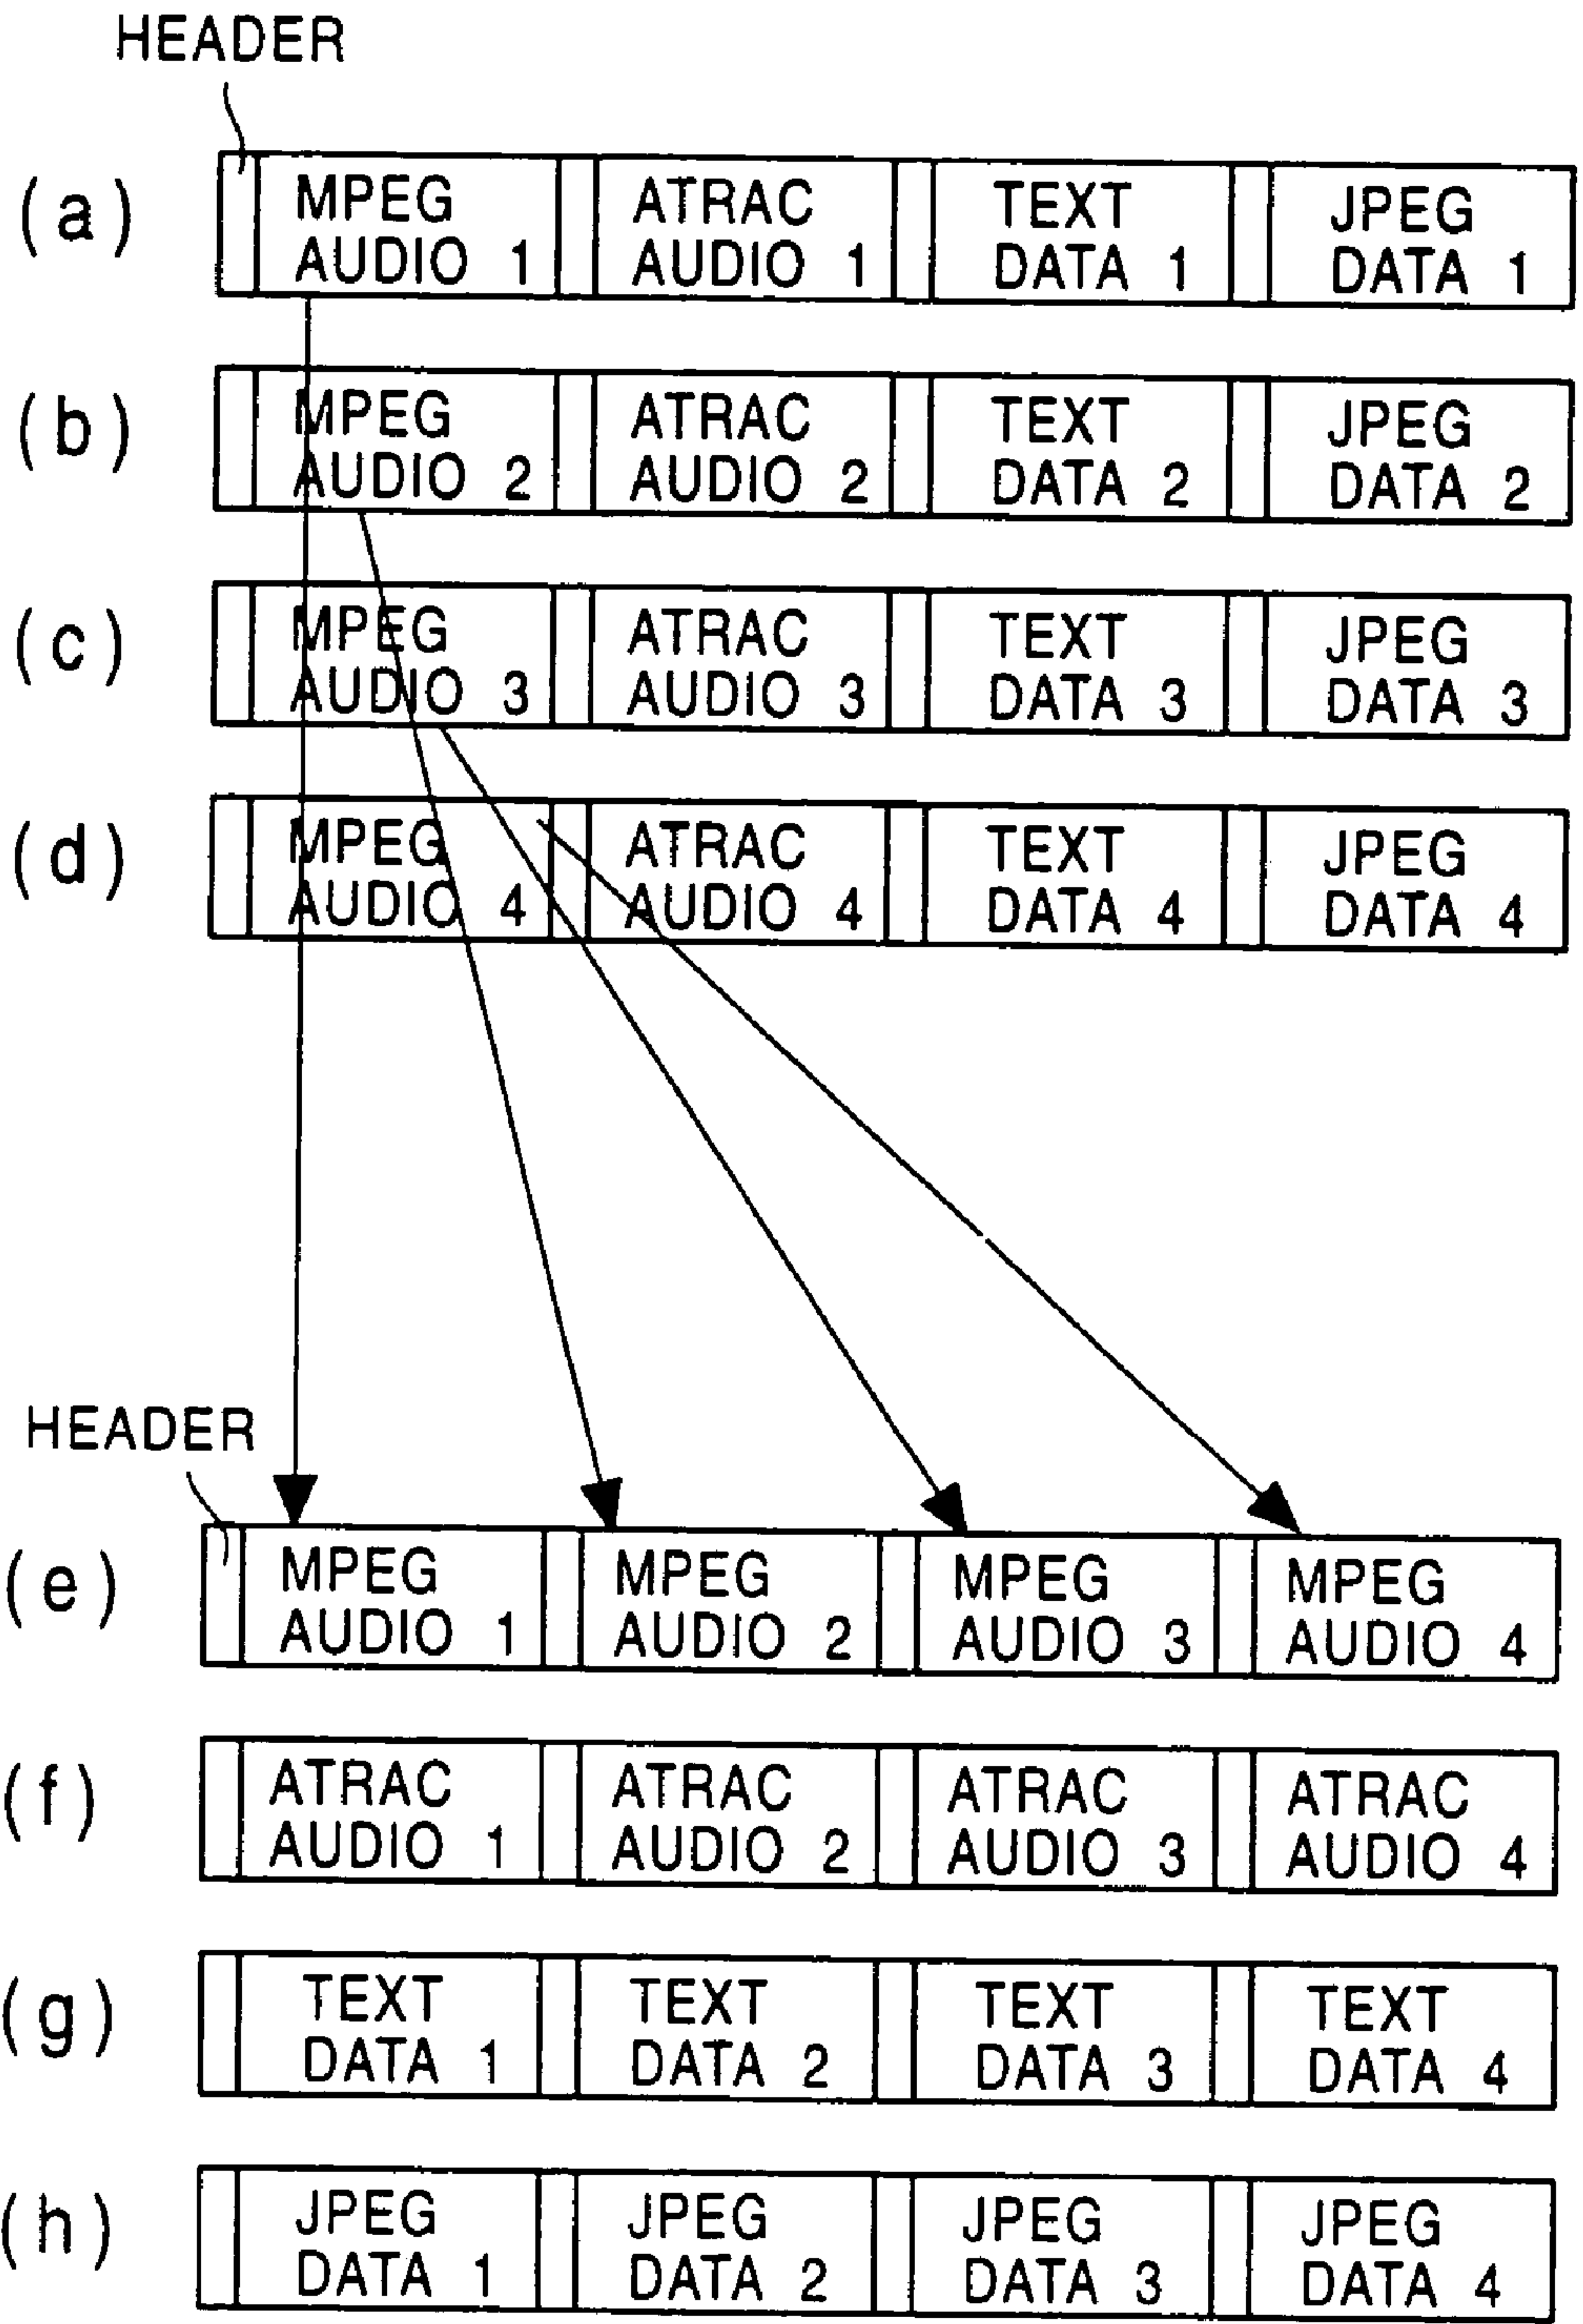 HEADER
(a)
MPEG ATRAC TEXT JPEG
AUDIO 1 AUDIO 1 DATA 1 DATA 1
(b)
MPEG ATRAC TEXT JPEG
AUDIO 2 AUDIO 2 DATA 2 DATA 2
(c)
MPEG ATRAC TEXT JPEG
AUDIO 3 AUDIO 3 DATA 3 DATA 3
(d)
MPEG ATRAC TEXT JPEG
AUDIO 4 AUDIO 4 DATA 4 DATA 4
HEADER
(e)
MPEG MPEG MPEG MPEG
AUDIO 1 AUDIO 2 AUDIO 3 AUDIO 4
(f)
ATRAC ATRAC ATRAC ATRAC
AUDIO 1 AUDIO 2 AUDIO 3 AUDIO 4
(g)
TEXT TEXT TEXT TEXT
DATA 1 DATA 2 DATA 3 DATA 4
(h)
JPEG JPEG JPEG JPEG
DATA 1 DATA 2 DATA 3 DATA 4